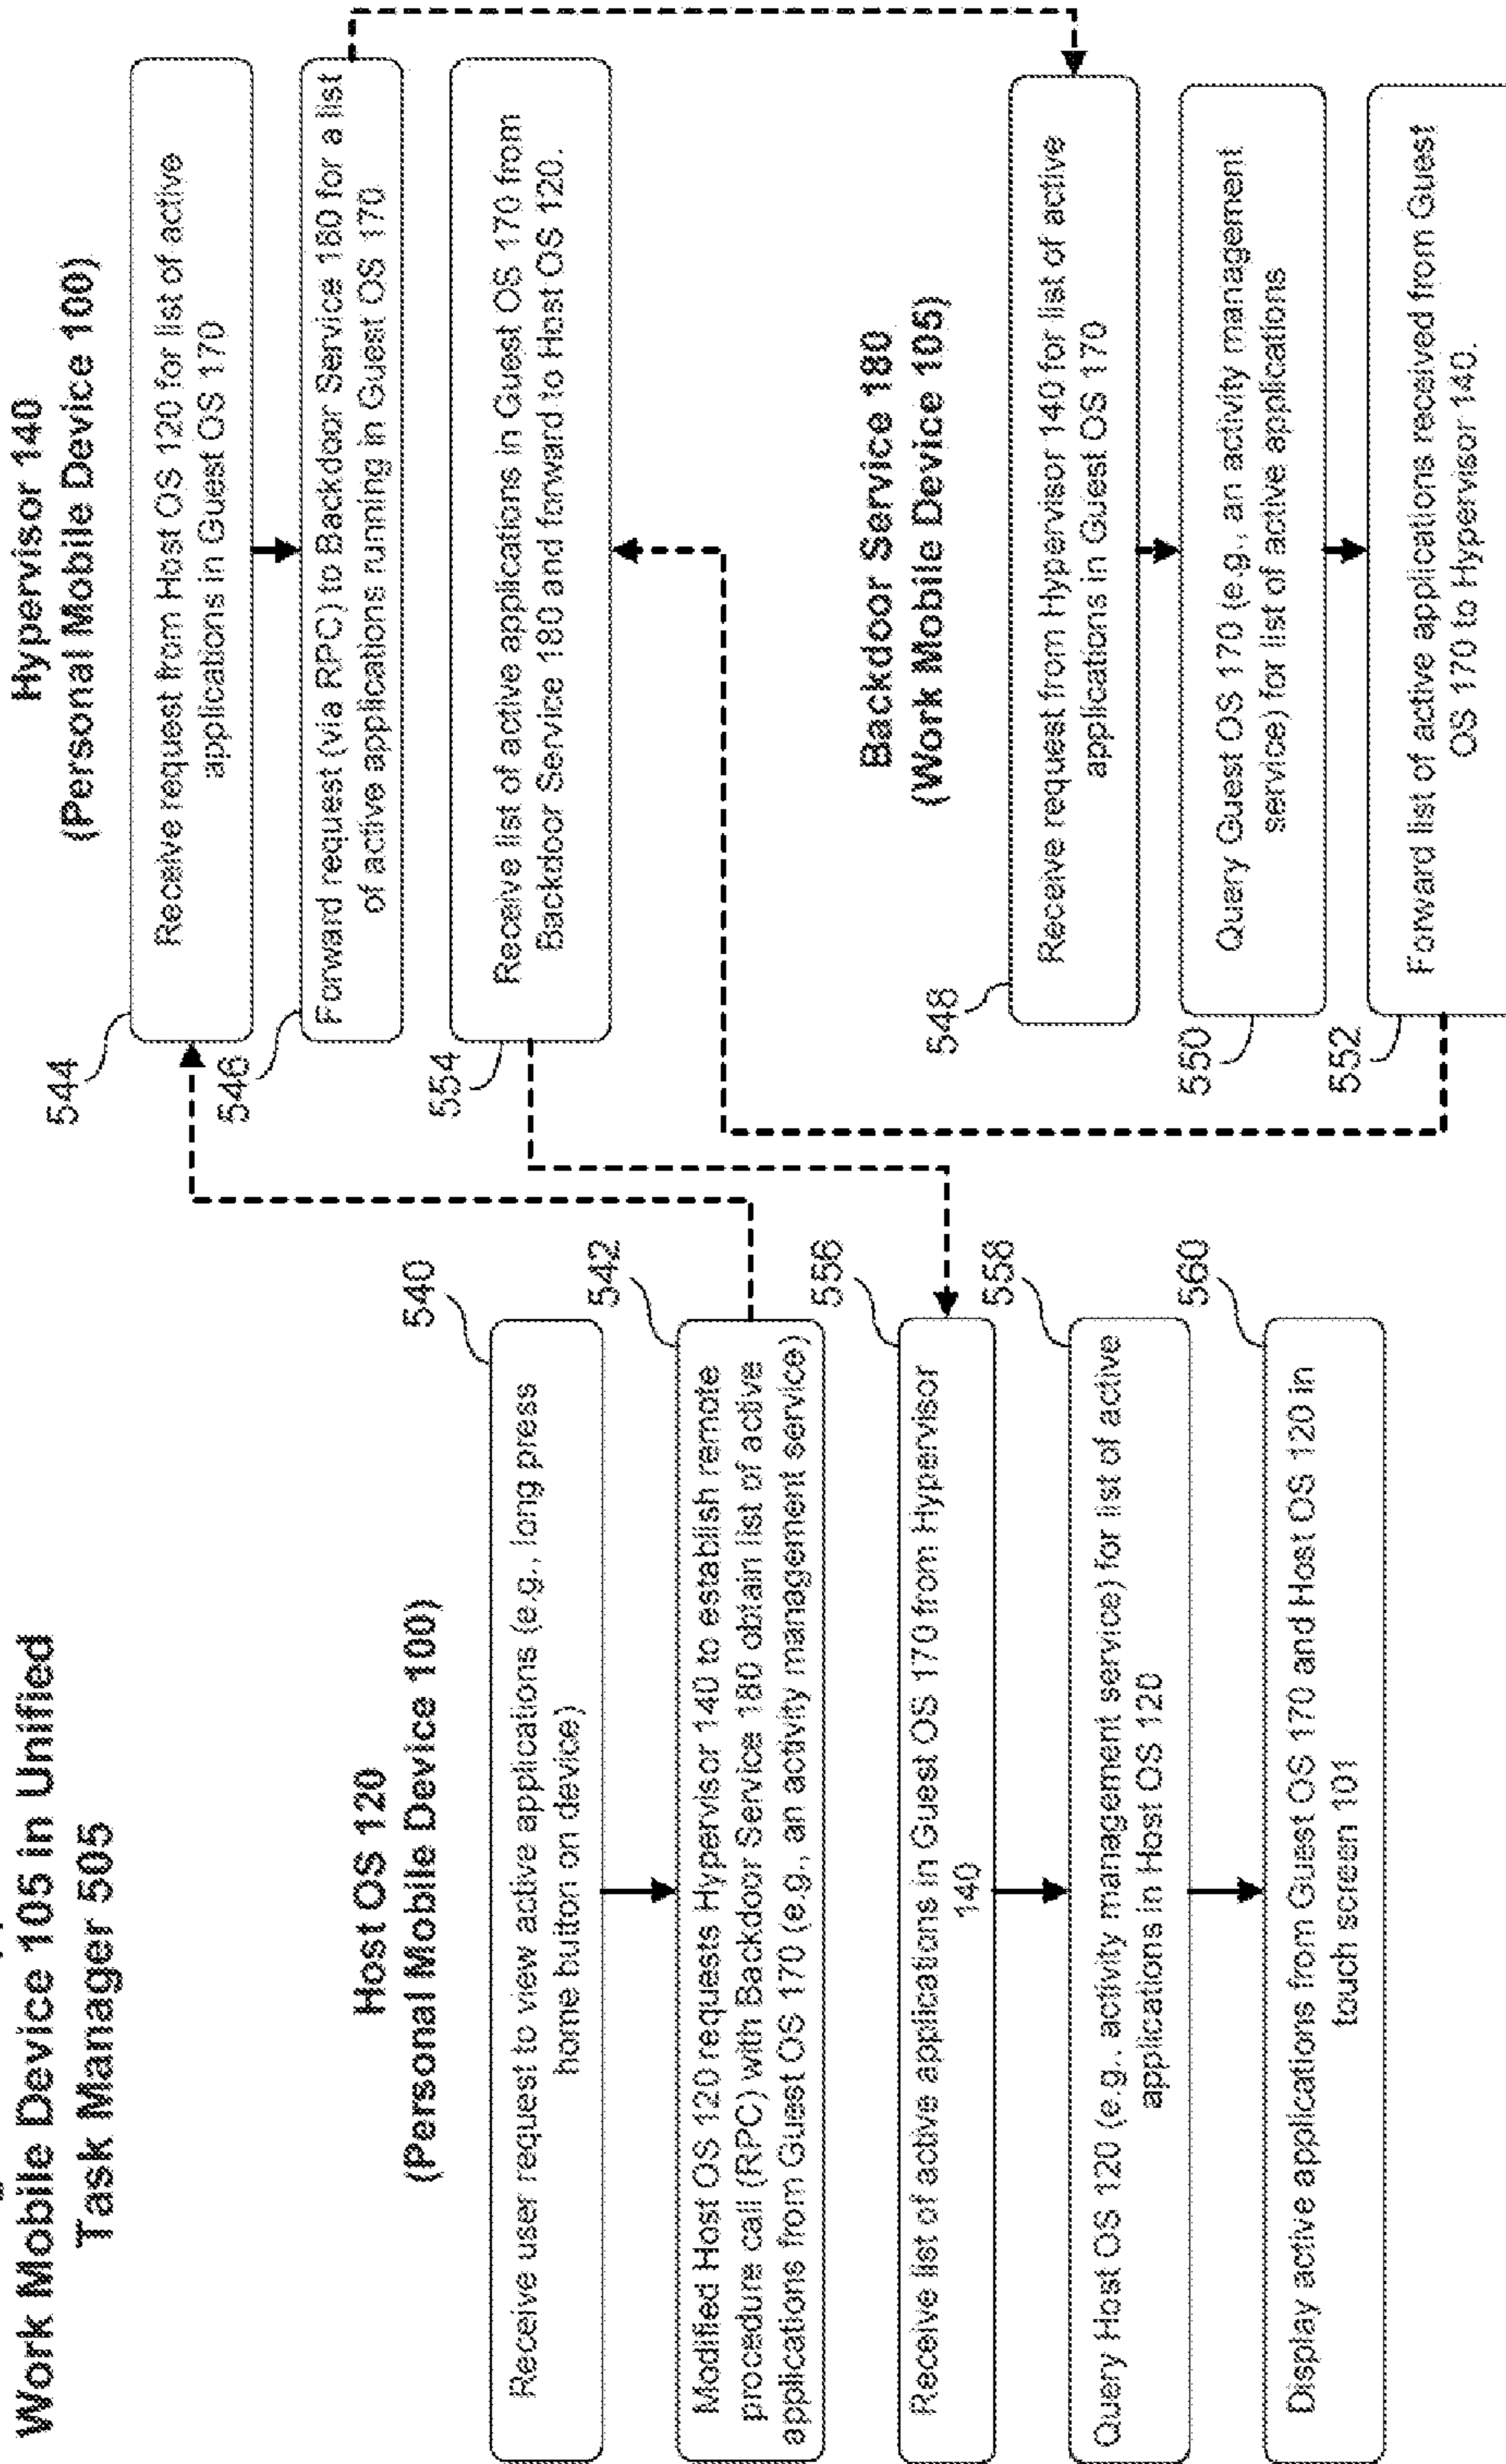 Work Mobile Device 105 in Unified
Task Manager 505
Host OS 120
(Personal Mobile Device 100)
540
Receive user request to view active applications (e.g., long press
home button on device)
542
Modified Host OS 120 requests Hypervisor 140 to establish remote
procedure call (RPC) with Backdoor Service 180 obtain list of active
applications from Guest OS 170 (e.g., an activity management service)
556
Receive list of active applications in Guest OS 170 from Hypervisor
140
558
Query Host OS 120 (e.g., activity management service) for list of active
applications in Host OS 120
560
Display active applications from Guest OS 170 and Host OS 120 in
touch screen 101
Hypervisor 140
(Personal Mobile Device 100)
544
Receive request from Host OS 120 for list of active
applications in Guest OS 170
546
Forward request (via RPC) to Backdoor Service 180 for a list
of active applications running in Guest OS 170
554
Receive list of active applications in Guest OS 170 from
Backdoor Service 180 and forward to Host OS 120.
Backdoor Service 180
(Work Mobile Device 105)
548
Receive request from Hypervisor 140 for list of active
applications in Guest OS 170
550
Query Guest OS 170 (e.g., an activity management
service) for list of active applications
552
Forward list of active applications received from Guest
OS 170 to Hypervisor 140.